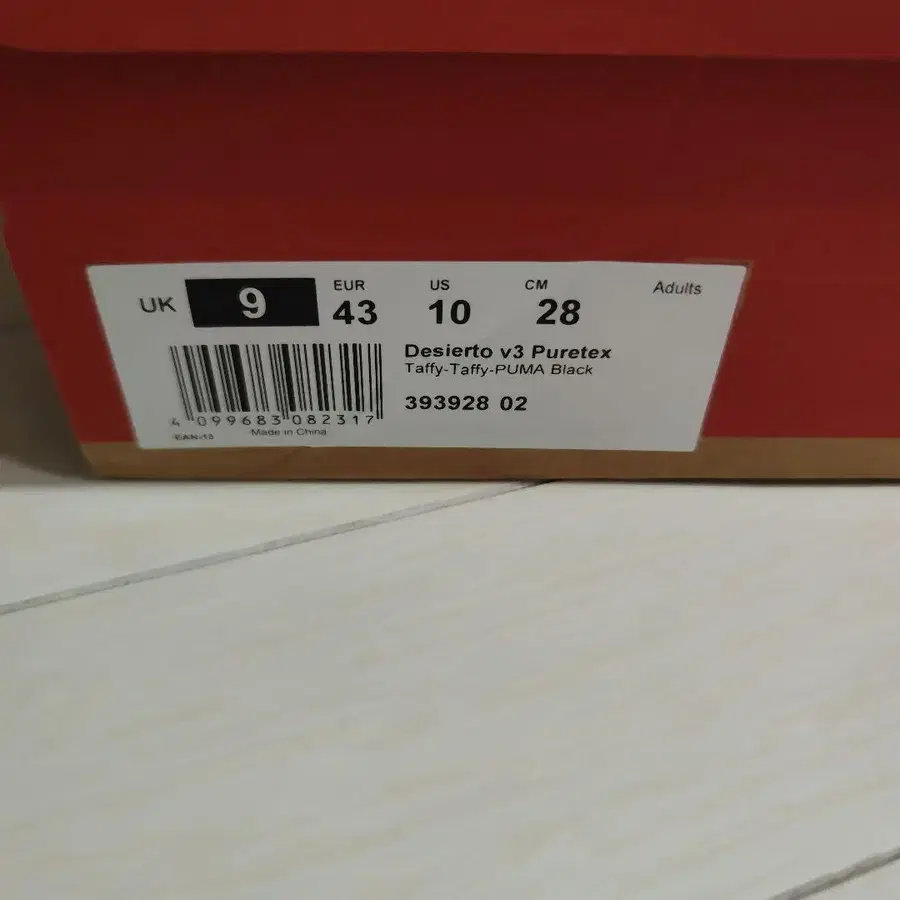 UK 9 EUR 43 US 10 CM 28 Adults
Desierto v3 Puretex
Taffy-Taffy-PUMA Black
393928 02
4 099683 082317
EAN-13 Made in China